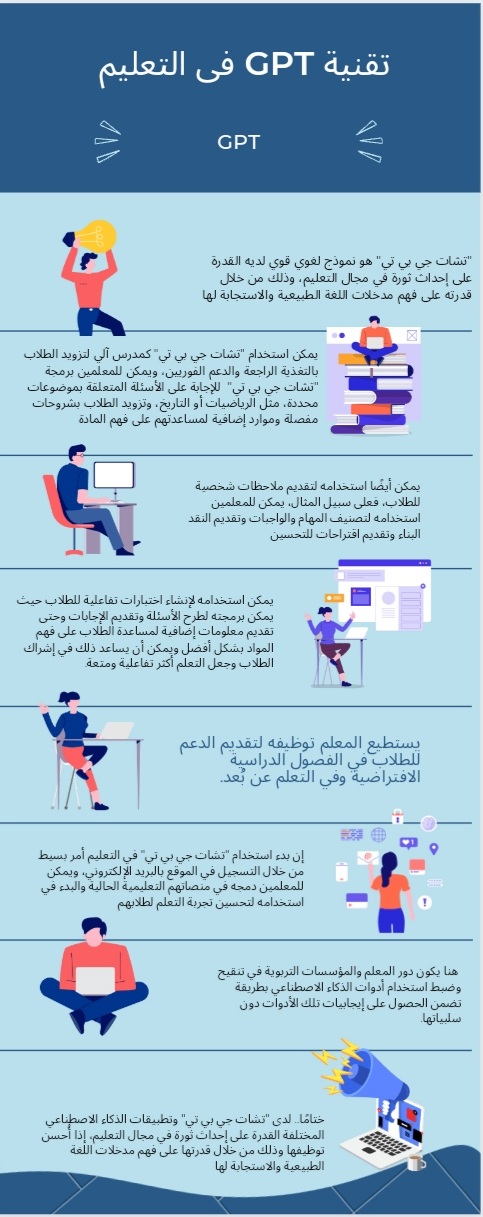 تقنية GPT فى التعليم
GPT
"تشات جي بي تي" هو نموذج لغوي قوي لديه القدرة
على إحداث ثورة في مجال التعليم، وذلك من خلال
قدرته على فهم مدخلات اللغة الطبيعية والاستجابة لها
يمكن استخدام "تشات جي بي تي" كمدرس آلي لتزويد الطلاب
بالتغذية الراجعة والدعم الفوريين، ويمكن للمعلمين برمجة
"تشات جي بي تي" للإجابة على الأسئلة المتعلقة بموضوعات
محددة، مثل الرياضيات أو التاريخ، وتزويد الطلاب بشروحات
مفصلة وموارد إضافية لمساعدتهم على فهم المادة
يمكن أيضًا استخدامه لتقديم ملاحظات شخصية
للطلاب، فعلى سبيل المثال، يمكن للمعلمين
استخدامه لتصنيف المهام والواجبات وتقديم النقد
البناء وتقديم اقتراحات للتحسين
يمكن استخدامه لإنشاء اختبارات تفاعلية للطلاب حيث
يمكن برمجته لطرح الأسئلة وتقديم الإجابات وحتى
تقديم معلومات إضافية لمساعدة الطلاب على فهم
المواد بشكل أفضل ويمكن أن يساعد ذلك في إشراك
الطلاب وجعل التعلم أكثر تفاعلية ومتعة.
يستطيع المعلم توظيفه لتقديم الدعم
للطلاب في الفصول الدراسية
الافتراضية وفي التعلم عن بُعد.
إن بدء استخدام "تشات جي بي تي" في التعليم أمر بسيط
من خلال التسجيل في الموقع بالبريد الإلكتروني، ويمكن
للمعلمين دمجه في منصاتهم التعليمية الحالية والبدء في
استخدامه لتحسين تجربة التعلم لطلابهم
هنا يكون دور المعلم والمؤسسات التربوية في تنقيح
وضبط استخدام أدوات الذكاء الاصطناعي بطريقة
تضمن الحصول على إيجابيات تلك الأدوات دون
سلبياتها.
ختامًا.. لدى "تشات جي بي تي" وتطبيقات الذكاء الاصطناعي
المختلفة القدرة على إحداث ثورة في مجال التعليم، إذا أُحسن
توظيفها وذلك من خلال قدرتها على فهم مدخلات اللغة
الطبيعية والاستجابة لها